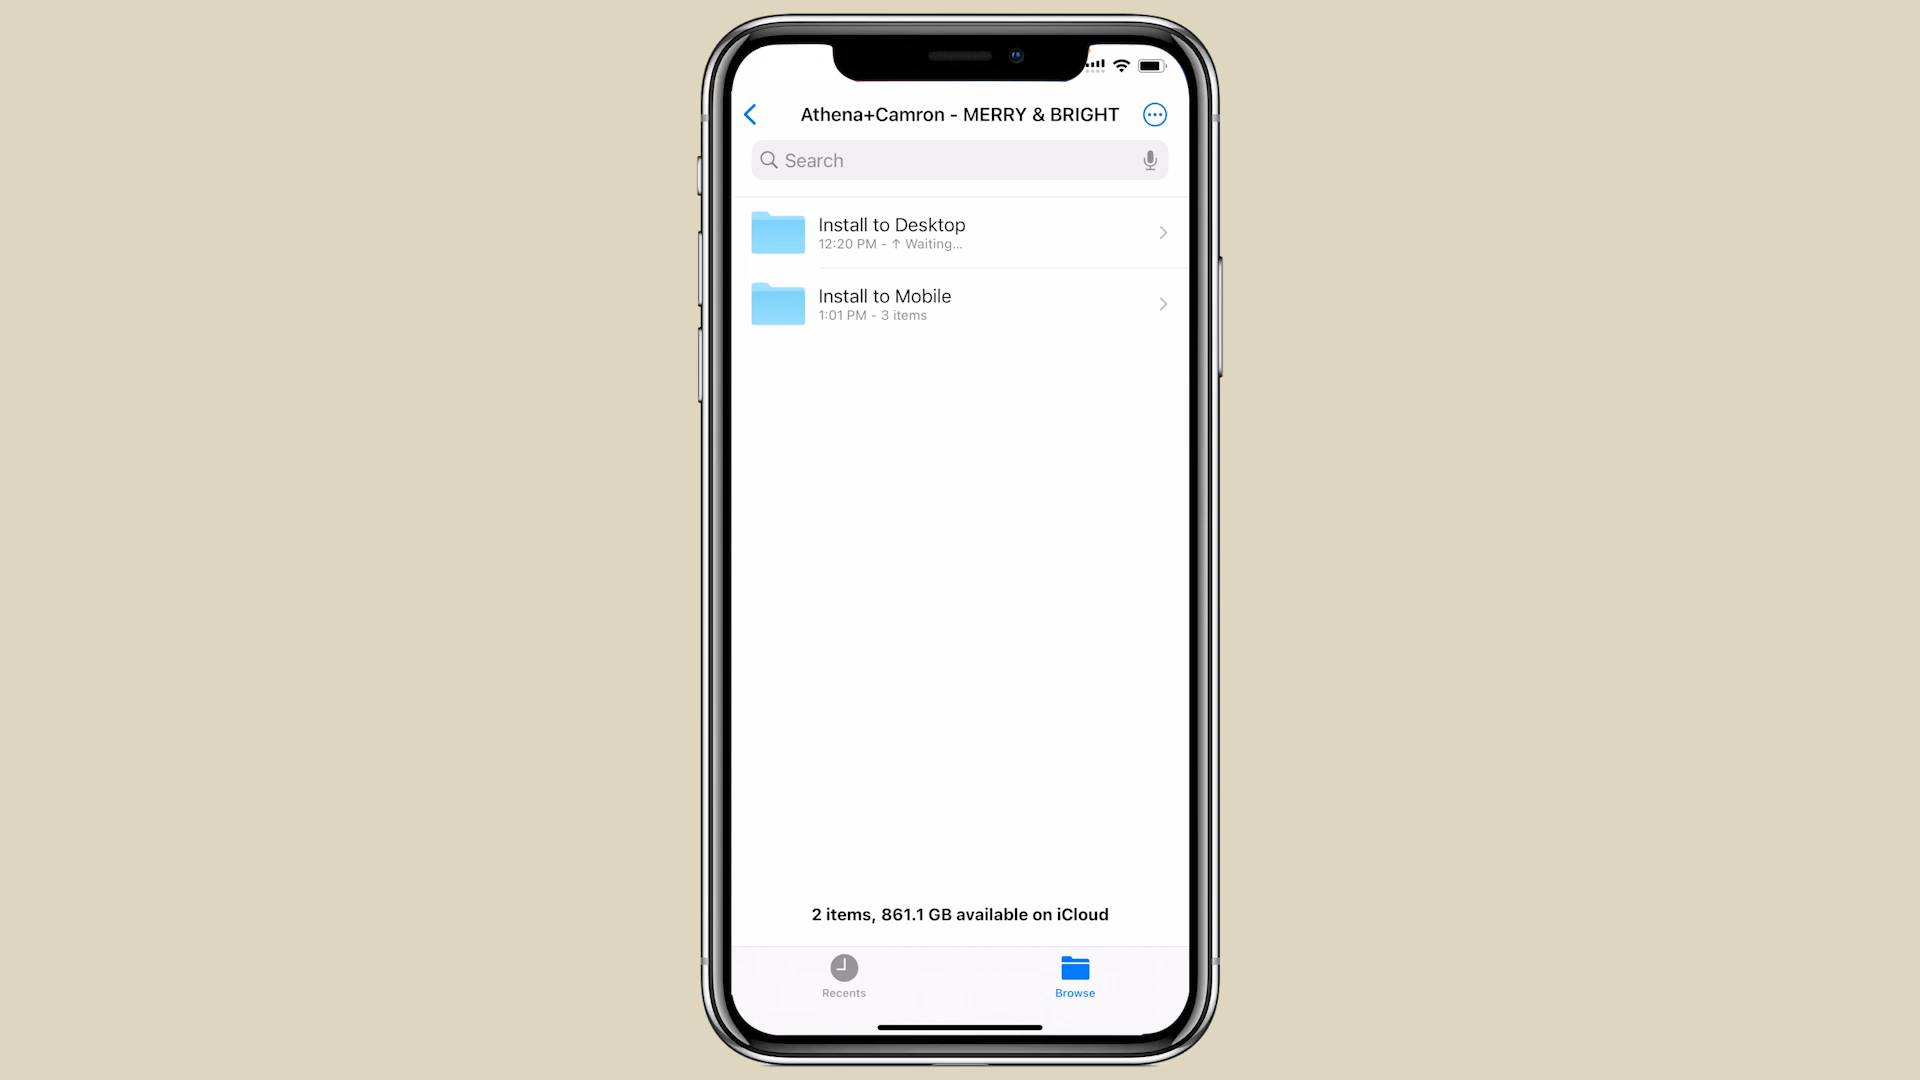 Athena+Camron - MERRY & BRIGHT
Search
Install to Desktop
12:20 PM - ↑ Waiting...
Install to Mobile
1:01 PM - 3 items
2 items, 861.1 GB available on iCloud
Recents
Browse